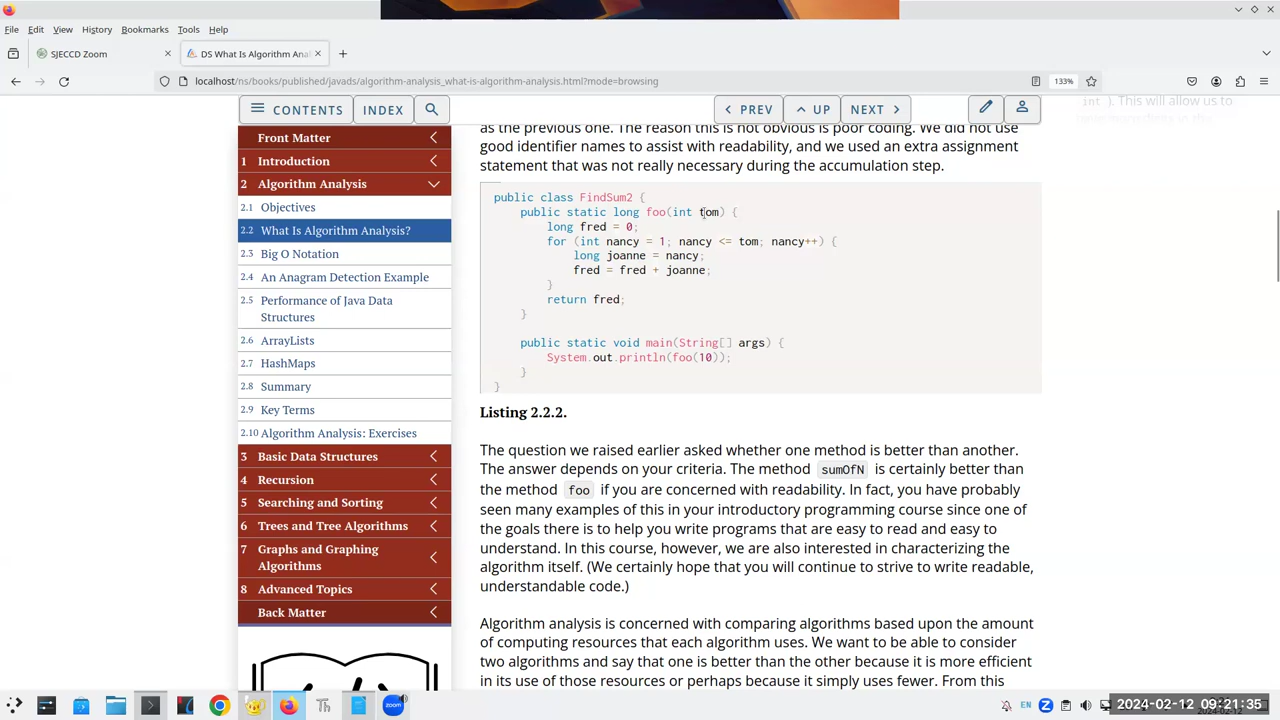 File Edit View History Bookmarks Tools Help
SJECCD Zoom
DS What Is Algorithm Ana
localhost/ns/books/published/javads/algorithm-analysis_what-is-algorithm-analysis.html?mode=browsing
133%
CONTENTS INDEX PREV UP NEXT
int ). This will allow us to
Front Matter
1 Introduction
2 Algorithm Analysis
2.1 Objectives
2.2 What Is Algorithm Analysis?
2.3 Big O Notation
2.4 An Anagram Detection Example
2.5 Performance of Java Data
Structures
2.6 ArrayLists
2.7 HashMaps
2.8 Summary
2.9 Key Terms
2.10 Algorithm Analysis: Exercises
3 Basic Data Structures
4 Recursion
5 Searching and Sorting
6 Trees and Tree Algorithms
7 Graphs and Graphing
Algorithms
8 Advanced Topics
Back Matter
as the previous one. The reason this is not obvious is poor coding. We did not use
good identifier names to assist with readability, and we used an extra assignment
statement that was not really necessary during the accumulation step.
public class FindSum2 {
public static long foo(int tom) {
long fred = 0;
for (int nancy = 1; nancy <= tom; nancy++) {
long joanne = nancy;
fred = fred + joanne;
}
return fred;
}
public static void main(String[] args) {
System.out.println(foo(10));
}
}
Listing 2.2.2.
The question we raised earlier asked whether one method is better than another.
The answer depends on your criteria. The method sumOfN is certainly better than
the method foo if you are concerned with readability. In fact, you have probably
seen many examples of this in your introductory programming course since one of
the goals there is to help you write programs that are easy to read and easy to
understand. In this course, however, we are also interested in characterizing the
algorithm itself. (We certainly hope that you will continue to strive to write readable,
understandable code.)
Algorithm analysis is concerned with comparing algorithms based upon the amount
of computing resources that each algorithm uses. We want to be able to consider
two algorithms and say that one is better than the other because it is more efficient
in its use of those resources or perhaps because it simply uses fewer. From this
Th
zoom
EN
Z
2024-02-12 09:21:35